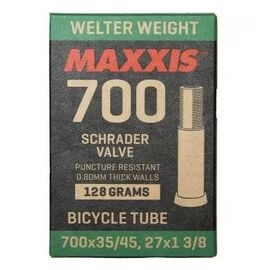 WELTER WEIGHT
MAXXIS
700
SCHRADER
VALVE
PUNCTURE RESISTANT
0.80MM THICK WALLS
128 GRAMS
BICYCLE TUBE
700x35/45, 27x1 3/8